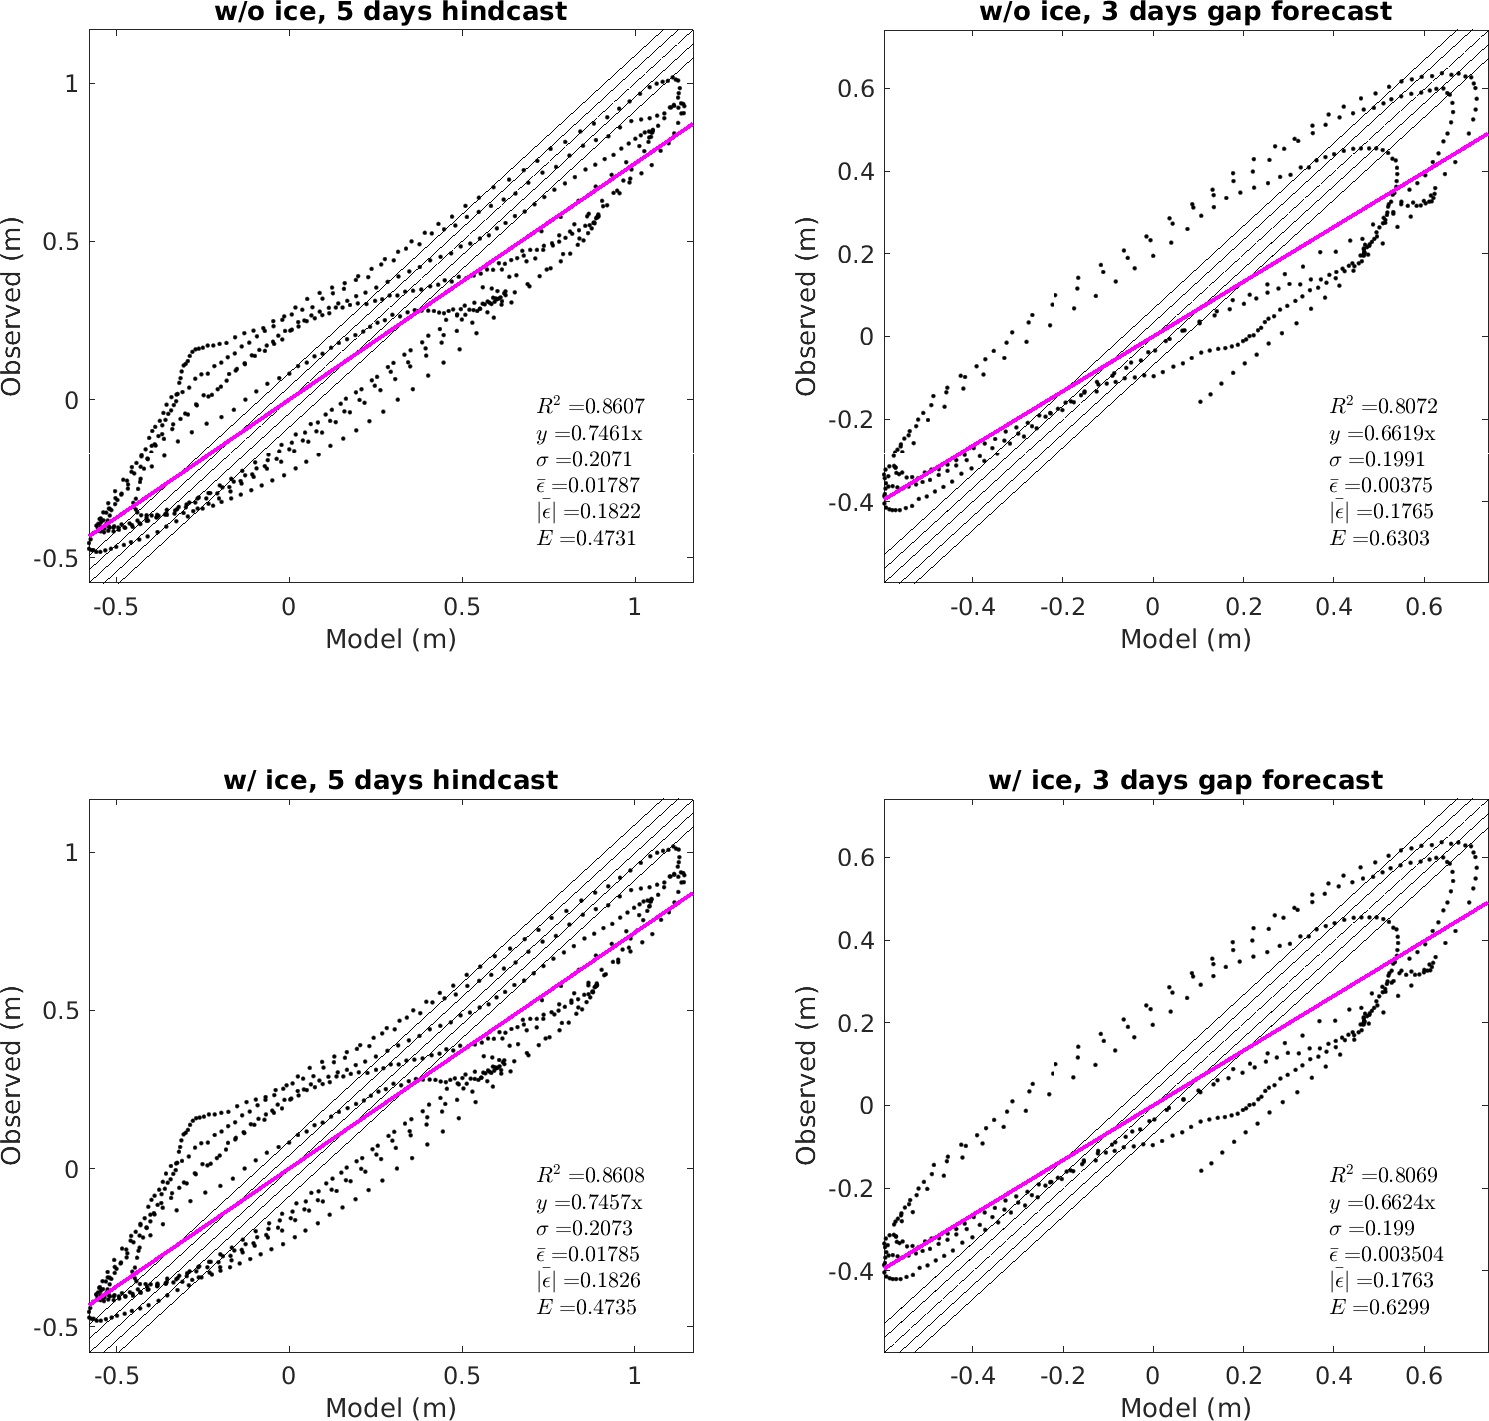 w/o ice, 5 days hindcast
1
0.5
0
-0.5
Observed (m)
R² =0.8607
y =0.7461x
σ =0.2071
ε̄ =0.01787
|ε̄| =0.1822
E =0.4731
-0.5 0 0.5 1
Model (m)
w/o ice, 3 days gap forecast
0.6
0.4
0.2
0
-0.2
-0.4
Observed (m)
R² =0.8072
y =0.6619x
σ =0.1991
ε̄ =0.00375
|ε̄| =0.1765
E =0.6303
-0.4 -0.2 0 0.2 0.4 0.6
Model (m)
w/ ice, 5 days hindcast
1
0.5
0
-0.5
Observed (m)
R² =0.8608
y =0.7457x
σ =0.2073
ε̄ =0.01785
|ε̄| =0.1826
E =0.4735
-0.5 0 0.5 1
Model (m)
w/ ice, 3 days gap forecast
0.6
0.4
0.2
0
-0.2
-0.4
Observed (m)
R² =0.8069
y =0.6624x
σ =0.199
ε̄ =0.003504
|ε̄| =0.1763
E =0.6299
-0.4 -0.2 0 0.2 0.4 0.6
Model (m)